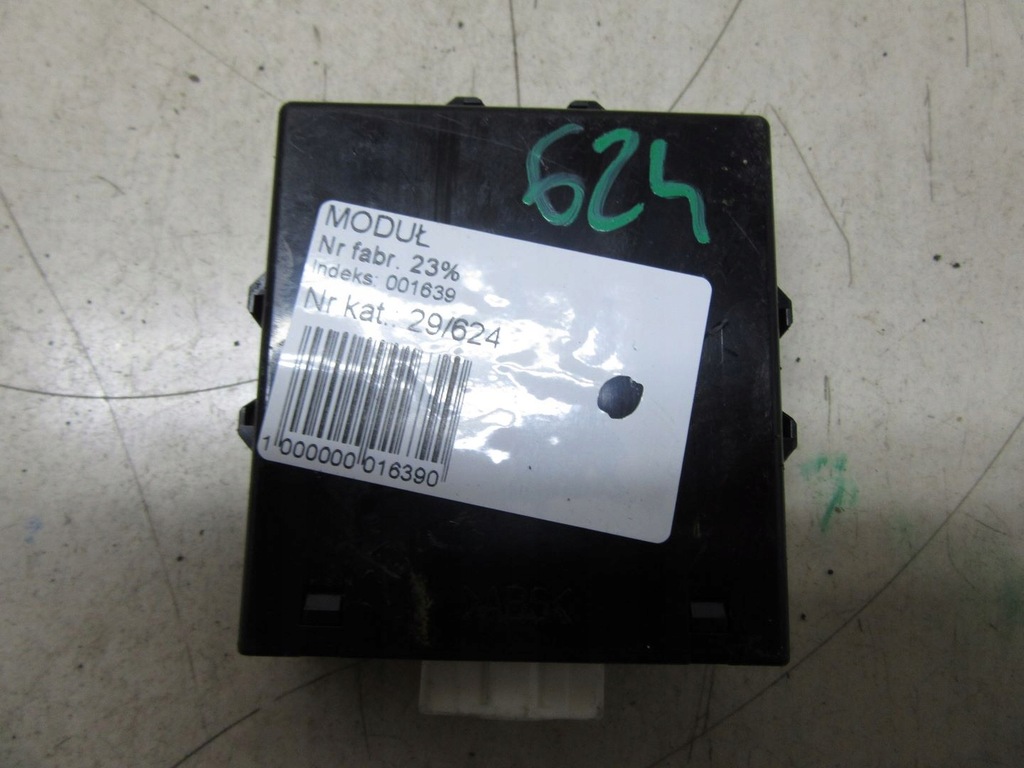 624
MODUŁ
Nr fabr. 23%
Indeks: 001639
Nr kat.: 29/624
1 000000 016390